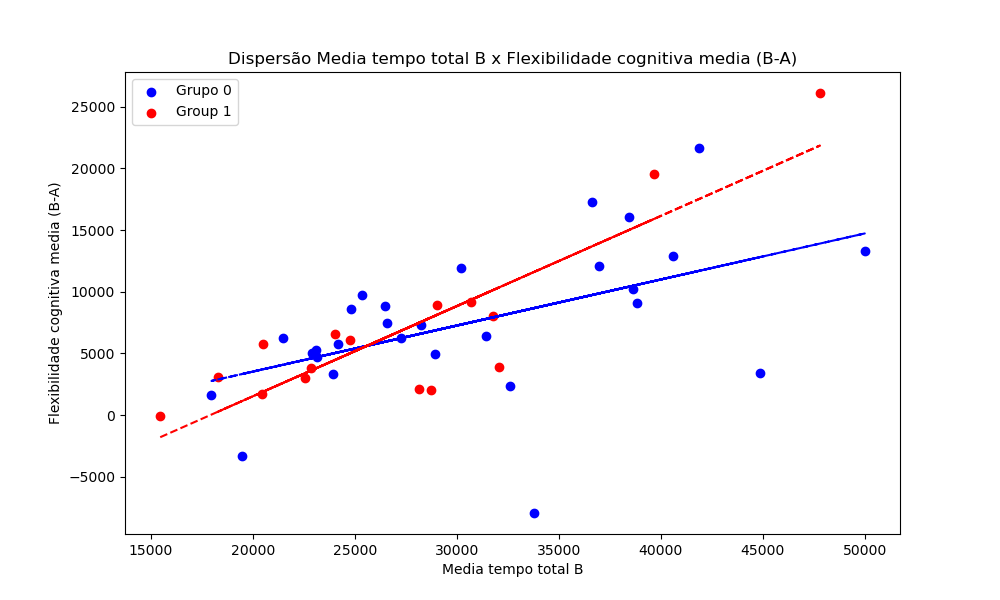 Dispersão Media tempo total B x Flexibilidade cognitiva media (B-A)
Grupo 0
Group 1
Flexibilidade cognitiva media (B-A)
25000
20000
15000
10000
5000
0
−5000
15000 20000 25000 30000 35000 40000 45000 50000
Media tempo total B